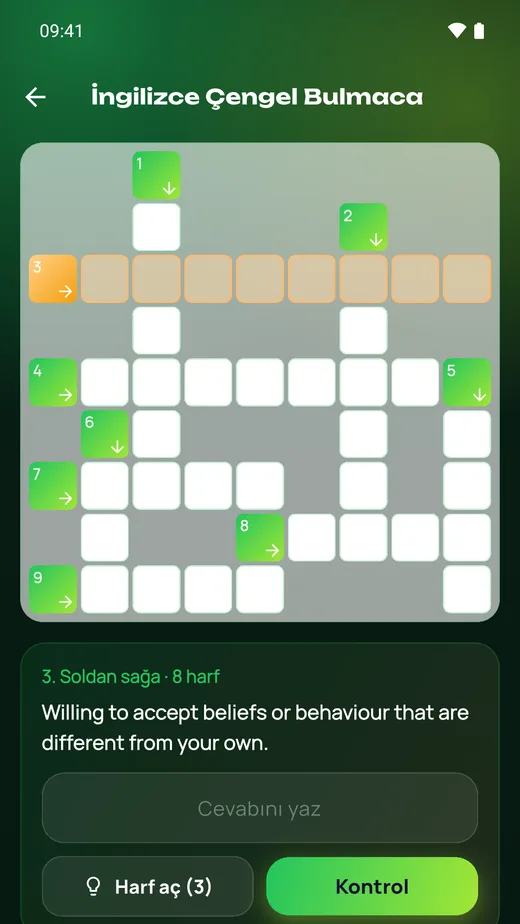 09:41
İngilizce Çengel Bulmaca
1
2
3
4
5
6
7
8
9
3. Soldan sağa · 8 harf
Willing to accept beliefs or behaviour that are
different from your own.
Cevabını yaz
Harf aç (3)
Kontrol